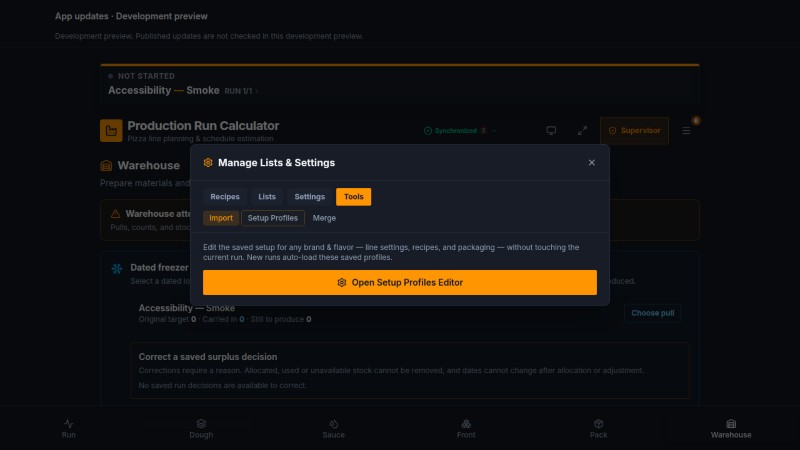 App updates · Development preview
Development preview. Published updates are not checked in this development preview.
NOT STARTED
Accessibility — Smoke RUN 1/1
Production Run Calculator
Pizza line planning & schedule estimation
Synchronized
Supervisor
6
Warehouse
Prepare materials and
Manage Lists & Settings
Recipes Lists Settings Tools
Import Setup Profiles Merge
Edit the saved setup for any brand & flavor — line settings, recipes, and packaging — without touching the
current run. New runs auto-load these saved profiles.
Open Setup Profiles Editor
Warehouse atte
Pulls, counts, and stoc
Dated freezer
Select a dated lo
duced.
Accessibility — Smoke
Original target 0 · Carried in 0 · Still to produce 0
Choose pull
Correct a saved surplus decision
Corrections require a reason. Allocated, used or unavailable stock cannot be removed, and dates cannot change after allocation or adjustment.
No saved run decisions are available to correct.
Run Dough Sauce Front Pack Warehouse